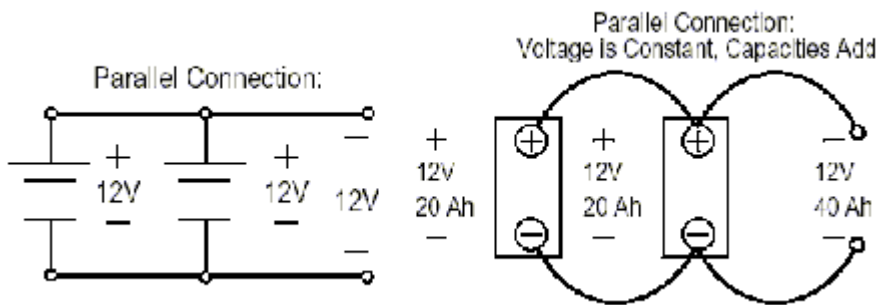 Parallel Connection:
+
12V
−
+
12V
−
−
12V
−
Parallel Connection:
Voltage is Constant, Capacities Add
+
12V
20 Ah
−
+
−
+
12V
20 Ah
−
+
−
−
12V
40 Ah
−